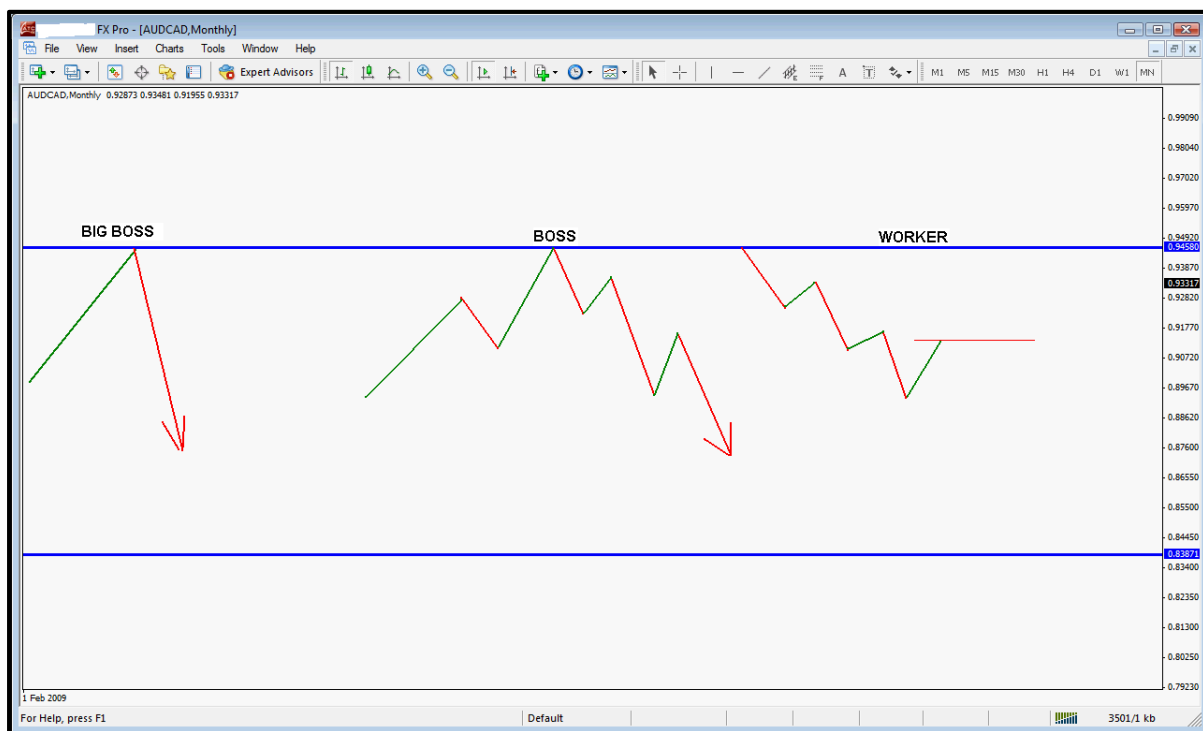 FX Pro - [AUDCAD,Monthly]
File View Insert Charts Tools Window Help
Expert Advisors A T M1 M5 M15 M30 H1 H4 D1 W1 MN
AUDCAD,Monthly 0.92873 0.93481 0.91955 0.93317
0.99090
0.98040
0.97020
0.95970
BIG BOSS
BOSS
WORKER
0.94920
0.94580
0.93870
0.93317
0.92820
0.91770
0.90720
0.89670
0.88620
0.87600
0.86550
0.85500
0.84450
0.83871
0.83400
0.82350
0.81300
0.80250
0.79230
1 Feb 2009
For Help, press F1 Default 3501/1 kb